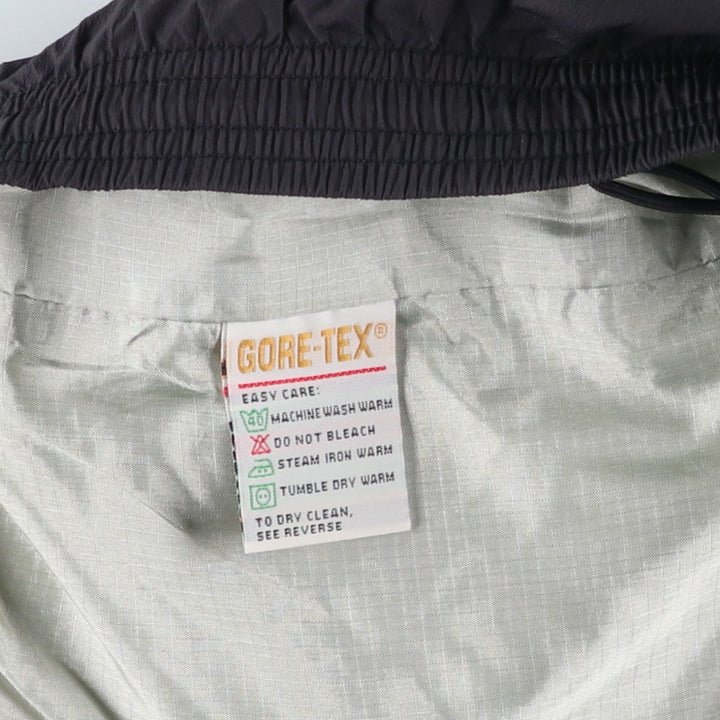 GORE-TEX®
EASY CARE:
40 MACHINE WASH WARM
DO NOT BLEACH
STEAM IRON WARM
TUMBLE DRY WARM
TO DRY CLEAN,
SEE REVERSE